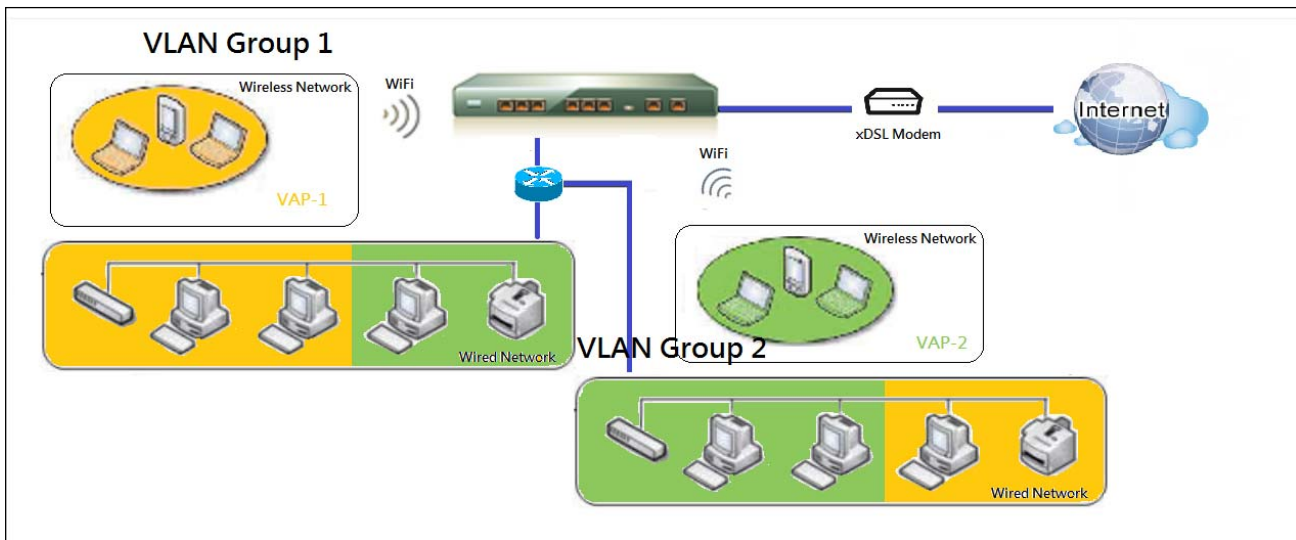 VLAN Group 1
Wireless Network
WiFi
VAP-1
xDSL Modem
Internet
WiFi
Wireless Network
VAP-2
Wired Network
VLAN Group 2
Wired Network